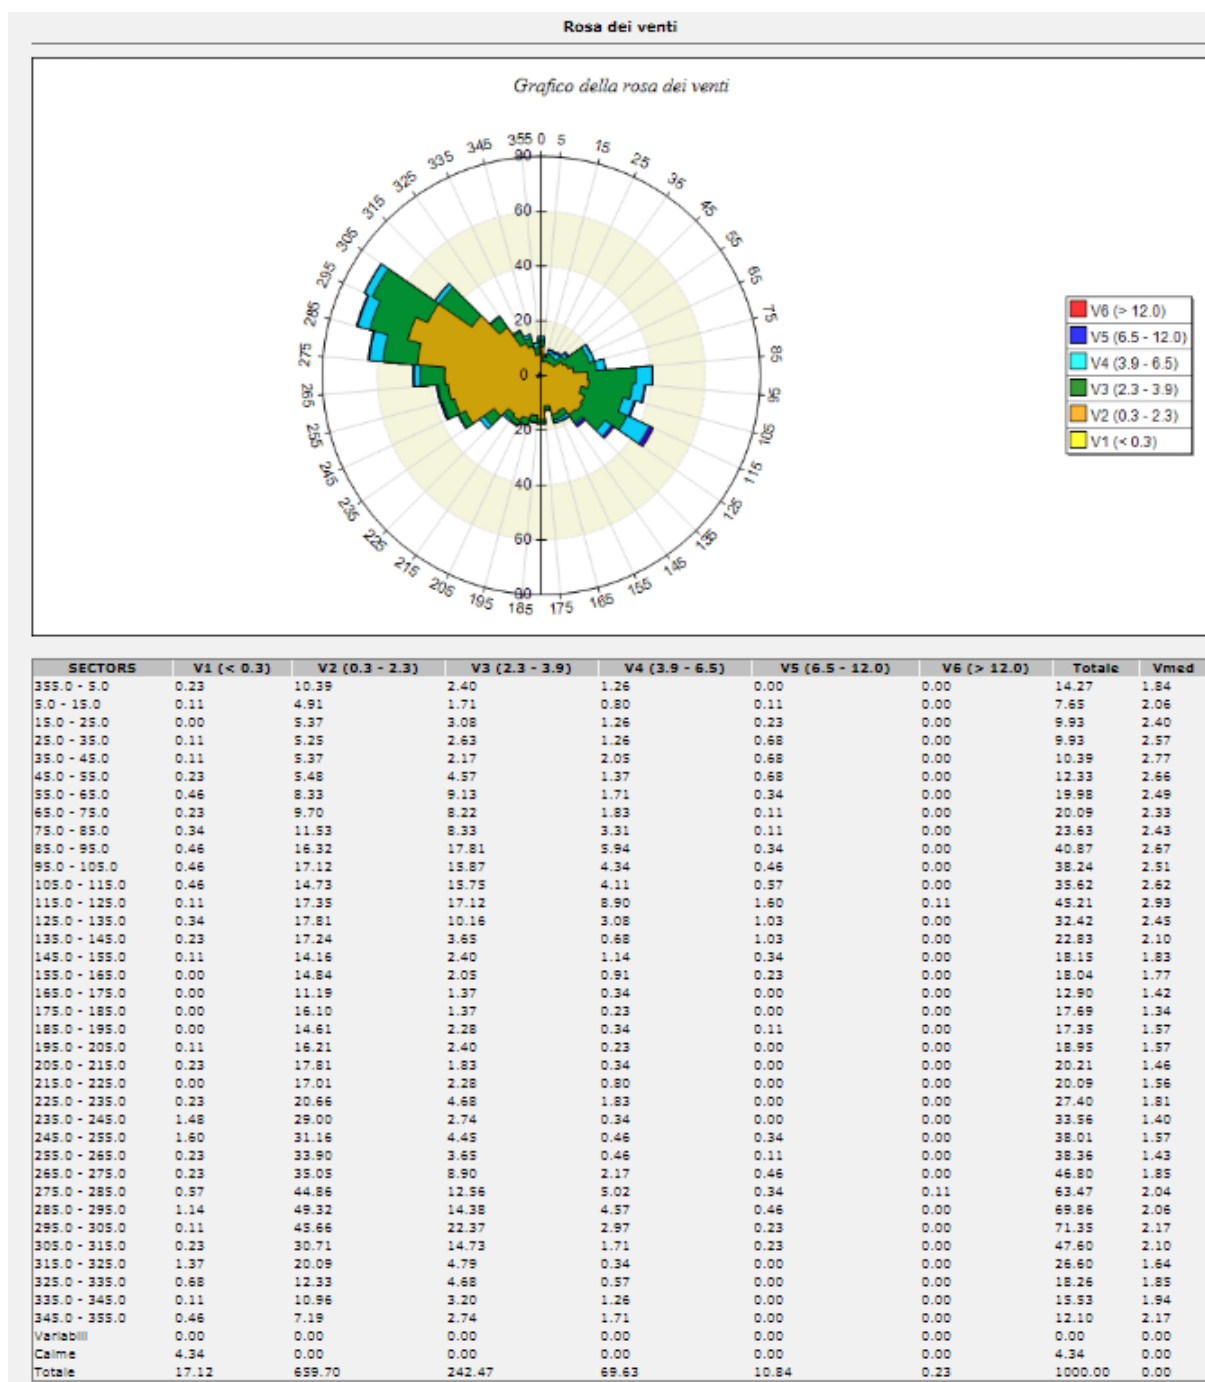 Rosa dei venti
Grafico della rosa dei venti
355 0 5
345 15
335 25
325 35
315 45
305 55
295 65
285 75
275 85
265 95
255 105
245 115
235 125
225 135
215 145
205 155
195 165
185 175
80
60
40
20
0
20
40
60
80
V6 (> 12.0)
V5 (6.5 - 12.0)
V4 (3.9 - 6.5)
V3 (2.3 - 3.9)
V2 (0.3 - 2.3)
V1 (< 0.3)
SECTORS V1 (< 0.3) V2 (0.3 - 2.3) V3 (2.3 - 3.9) V4 (3.9 - 6.5) V5 (6.5 - 12.0) V6 (> 12.0) Totale Vmed
355.0 - 5.0 0.23 10.39 2.40 1.26 0.00 0.00 14.27 1.84
5.0 - 15.0 0.11 4.91 1.71 0.80 0.11 0.00 7.65 2.06
15.0 - 25.0 0.00 5.37 3.08 1.26 0.23 0.00 9.93 2.40
25.0 - 35.0 0.11 5.25 2.63 1.26 0.68 0.00 9.93 2.57
35.0 - 45.0 0.11 5.37 2.17 2.05 0.68 0.00 10.39 2.77
45.0 - 55.0 0.23 5.48 4.57 1.37 0.68 0.00 12.33 2.66
55.0 - 65.0 0.46 8.33 9.13 1.71 0.34 0.00 19.98 2.49
65.0 - 75.0 0.23 9.70 8.22 1.83 0.11 0.00 20.09 2.33
75.0 - 85.0 0.34 11.53 8.33 3.31 0.11 0.00 23.63 2.43
85.0 - 95.0 0.46 16.32 17.81 5.94 0.34 0.00 40.87 2.67
95.0 - 105.0 0.46 17.12 15.87 4.34 0.46 0.00 38.24 2.51
105.0 - 115.0 0.46 14.73 15.75 4.11 0.57 0.00 35.62 2.62
115.0 - 125.0 0.11 17.35 17.12 8.90 1.60 0.11 45.21 2.93
125.0 - 135.0 0.34 17.81 10.16 3.08 1.03 0.00 32.42 2.45
135.0 - 145.0 0.23 17.24 3.65 0.68 1.03 0.00 22.83 2.10
145.0 - 155.0 0.11 14.16 2.40 1.14 0.34 0.00 18.15 1.83
155.0 - 165.0 0.00 14.84 2.05 0.91 0.23 0.00 18.04 1.77
165.0 - 175.0 0.00 11.19 1.37 0.34 0.00 0.00 12.90 1.42
175.0 - 185.0 0.00 16.10 1.37 0.23 0.00 0.00 17.69 1.34
185.0 - 195.0 0.00 14.61 2.28 0.34 0.11 0.00 17.35 1.57
195.0 - 205.0 0.11 16.21 2.40 0.23 0.00 0.00 18.95 1.57
205.0 - 215.0 0.23 17.81 1.83 0.34 0.00 0.00 20.21 1.46
215.0 - 225.0 0.00 17.01 2.28 0.80 0.00 0.00 20.09 1.56
225.0 - 235.0 0.23 20.66 4.68 1.83 0.00 0.00 27.40 1.81
235.0 - 245.0 1.48 29.00 2.74 0.34 0.00 0.00 33.56 1.40
245.0 - 255.0 1.60 31.16 4.45 0.46 0.34 0.00 38.01 1.57
255.0 - 265.0 0.23 33.90 3.65 0.46 0.11 0.00 38.36 1.43
265.0 - 275.0 0.23 35.05 8.90 2.17 0.46 0.00 46.80 1.85
275.0 - 285.0 0.57 44.86 12.56 5.02 0.34 0.11 63.47 2.04
285.0 - 295.0 1.14 49.32 14.38 4.57 0.46 0.00 69.86 2.06
295.0 - 305.0 0.11 45.66 22.37 2.97 0.23 0.00 71.35 2.17
305.0 - 315.0 0.23 30.71 14.73 1.71 0.23 0.00 47.60 2.10
315.0 - 325.0 1.37 20.09 4.79 0.34 0.00 0.00 26.60 1.64
325.0 - 335.0 0.68 12.33 4.68 0.57 0.00 0.00 18.26 1.85
335.0 - 345.0 0.11 10.96 3.20 1.26 0.00 0.00 15.53 1.94
345.0 - 355.0 0.46 7.19 2.74 1.71 0.00 0.00 12.10 2.17
Variabili 0.00 0.00 0.00 0.00 0.00 0.00 0.00 0.00
Calme 4.34 0.00 0.00 0.00 0.00 0.00 4.34 0.00
Totale 17.12 659.70 242.47 69.63 10.84 0.23 1000.00 0.00